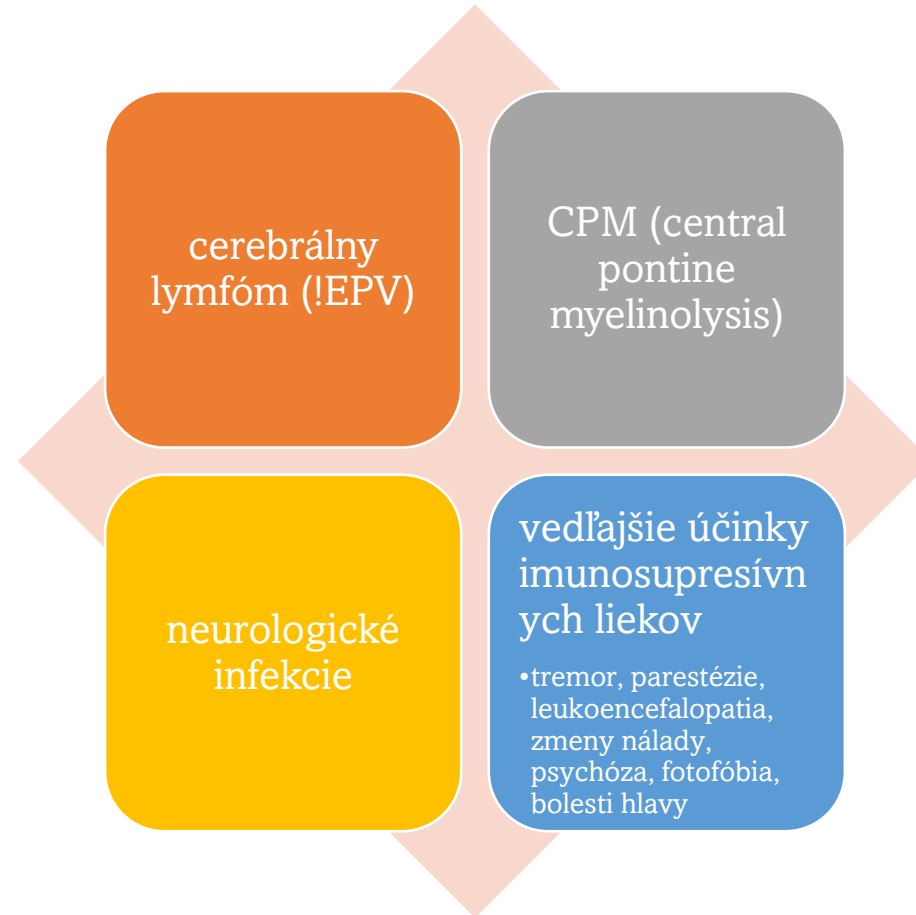 cerebrálny
lymfóm (!EPV)
CPM (central
pontine
myelinolysis)
neurologické
infekcie
vedľajšie účinky
imunosupresívn
ych liekov
•tremor, parestézie,
leukoencefalopatia,
zmeny nálady,
psychóza, fotofóbia,
bolesti hlavy